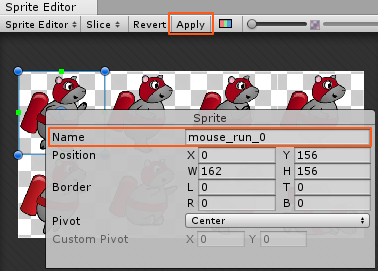 Sprite Editor
Sprite Editor Slice Revert Apply
Sprite
Name mouse_run_0
Position X 0 Y 156
W 162 H 156
Border L 0 T 0
R 0 B 0
Pivot Center
Custom Pivot X 0 Y 0